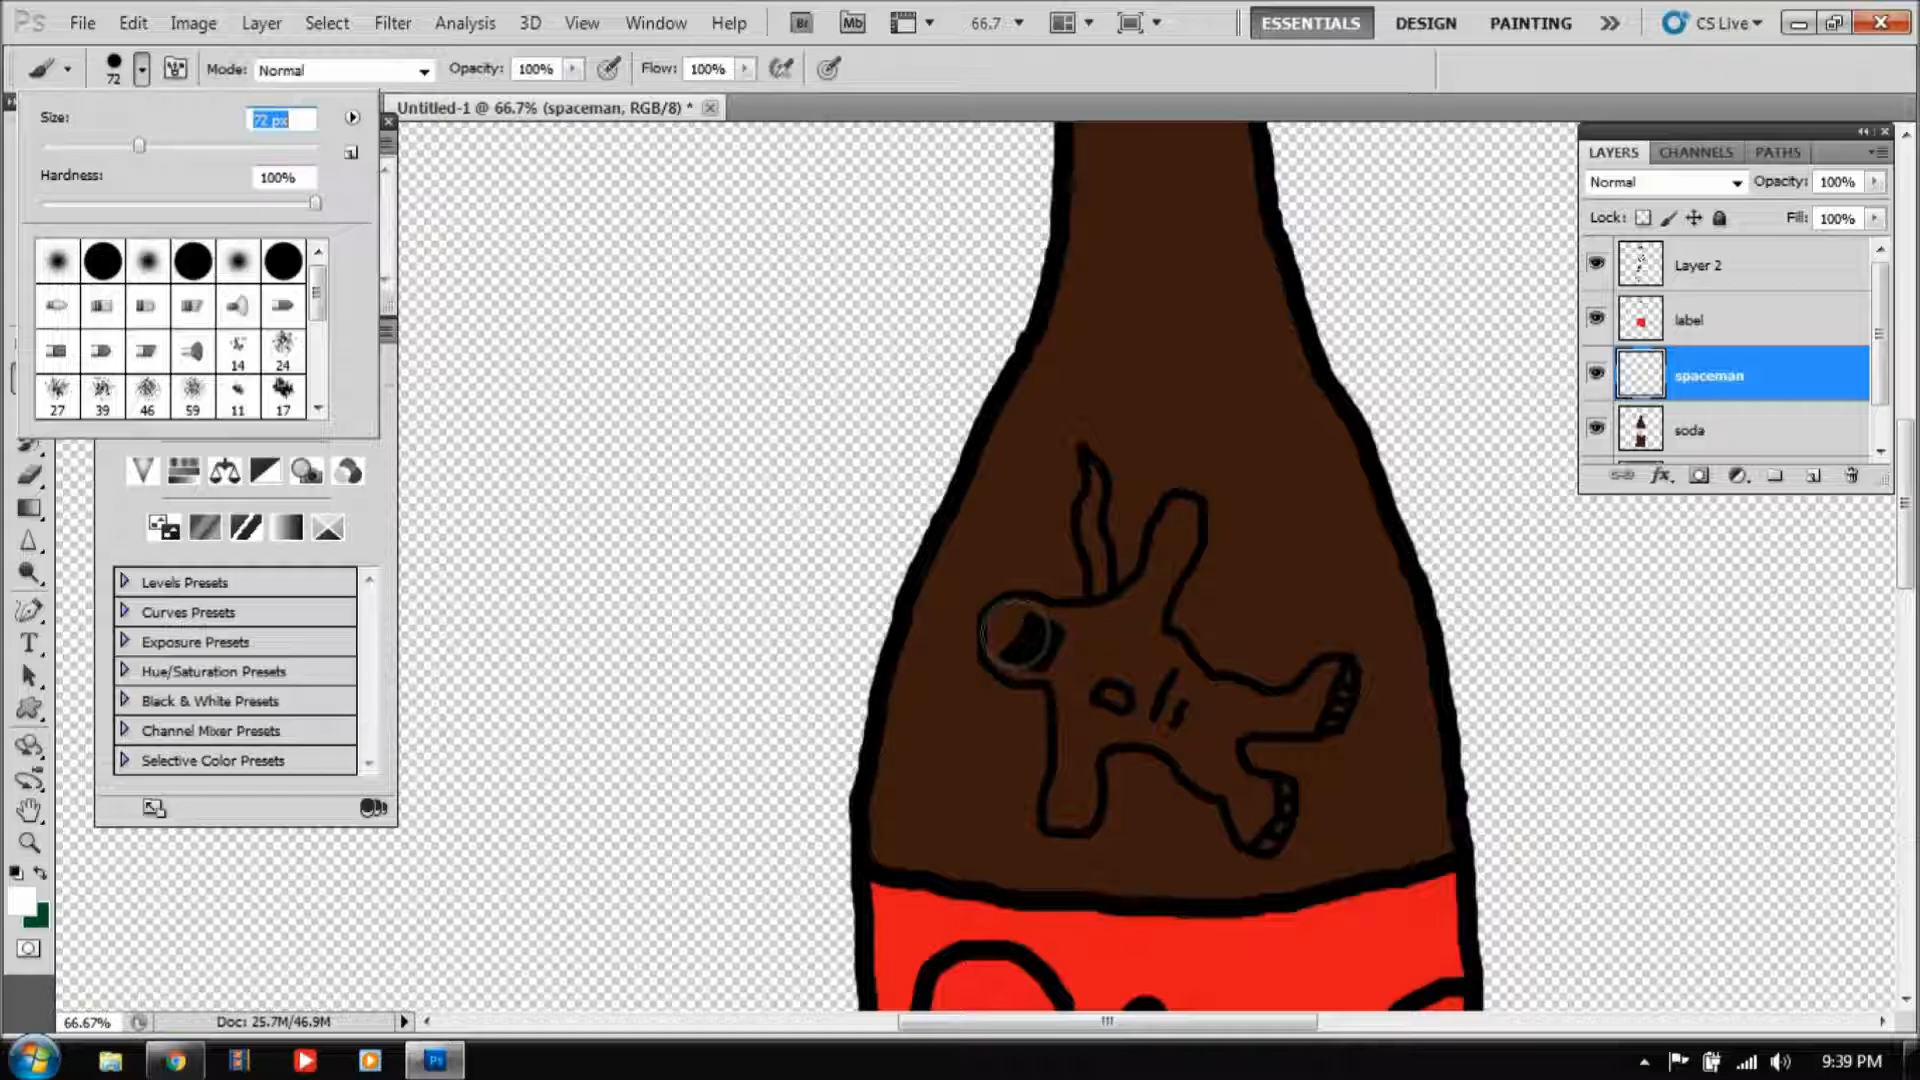 Ps File Edit Image Layer Select Filter Analysis 3D View Window Help Br Mb 66.7 ESSENTIALS DESIGN PAINTING CS Live
72 Mode: Normal Opacity: 100% Flow: 100%
Untitled-1 @ 66.7% (spaceman, RGB/8) *
Size: 72 px
Hardness: 100%
14 24
27 39 46 59 11 17
Levels Presets
Curves Presets
Exposure Presets
Hue/Saturation Presets
Black & White Presets
Channel Mixer Presets
Selective Color Presets
T
LAYERS CHANNELS PATHS
Normal Opacity: 100%
Lock: Fill: 100%
Layer 2
label
spaceman
soda
fx
66.67% Doc: 25.7M/46.9M
Ps 9:39 PM